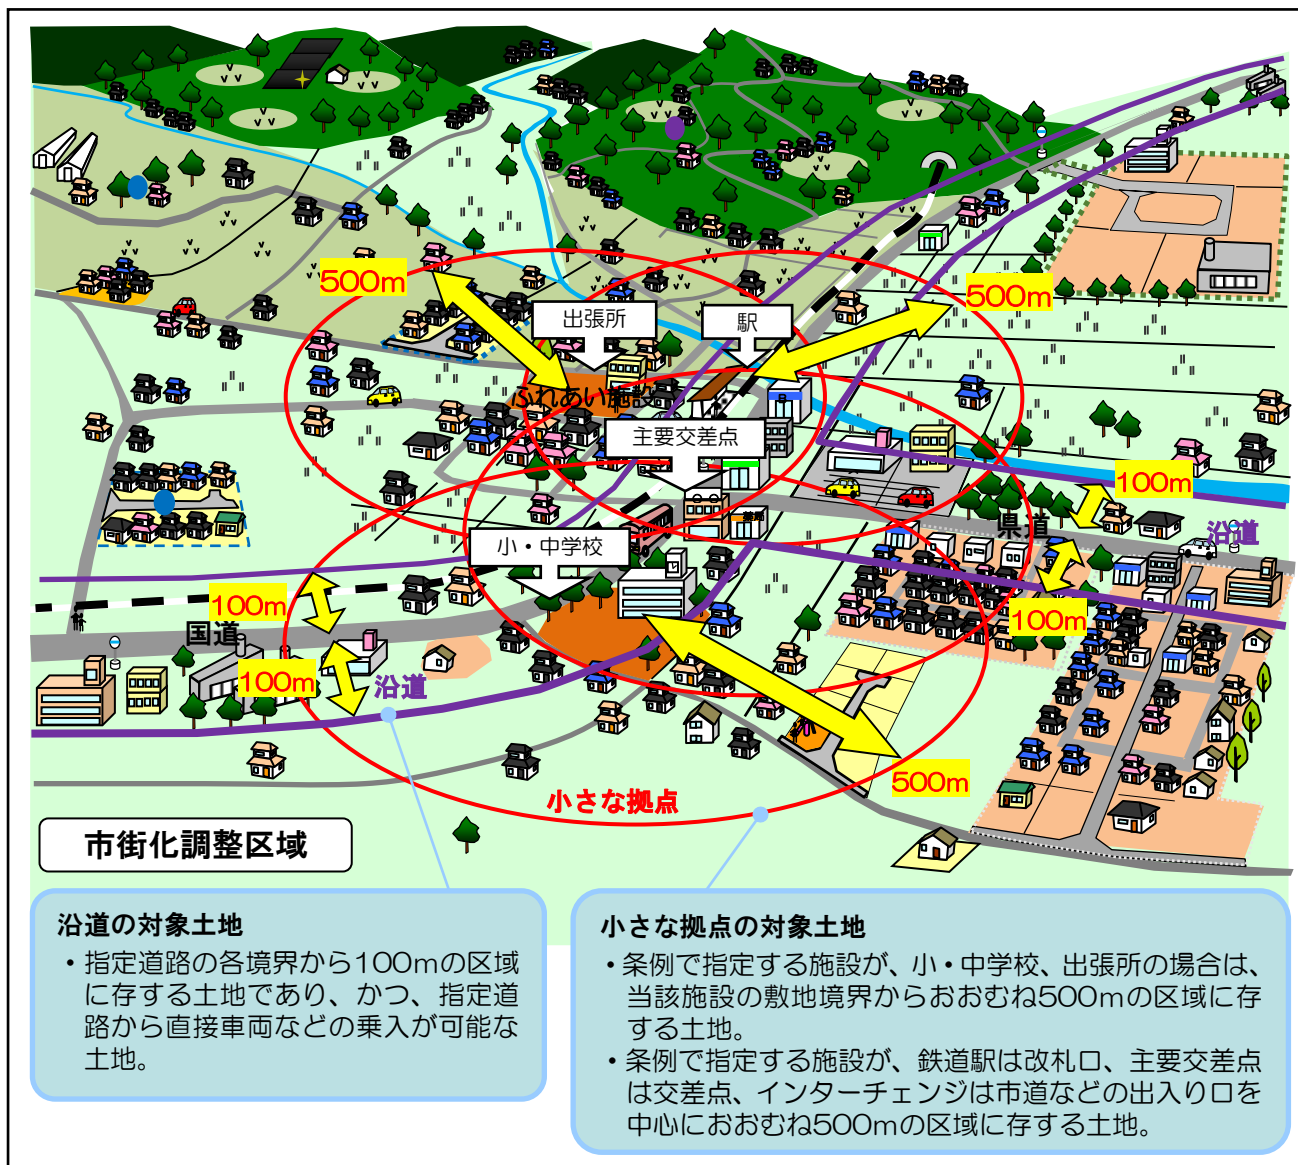 500m
出張所
駅
500m
ふれあい施設
主要交差点
100m
県道
沿道
薬局
小・中学校
100m
国道
100m
100m
沿道
500m
小さな拠点
市街化調整区域
沿道の対象土地
・指定道路の各境界から100mの区域
に存する土地であり、かつ、指定道
路から直接車両などの乗入が可能な
土地。
小さな拠点の対象土地
・条例で指定する施設が、小・中学校、出張所の場合は、
当該施設の敷地境界からおおむね500mの区域に存
する土地。
・条例で指定する施設が、鉄道駅は改札口、主要交差点
は交差点、インターチェンジは市道などの出入り口を
中心におおむね500mの区域に存する土地。